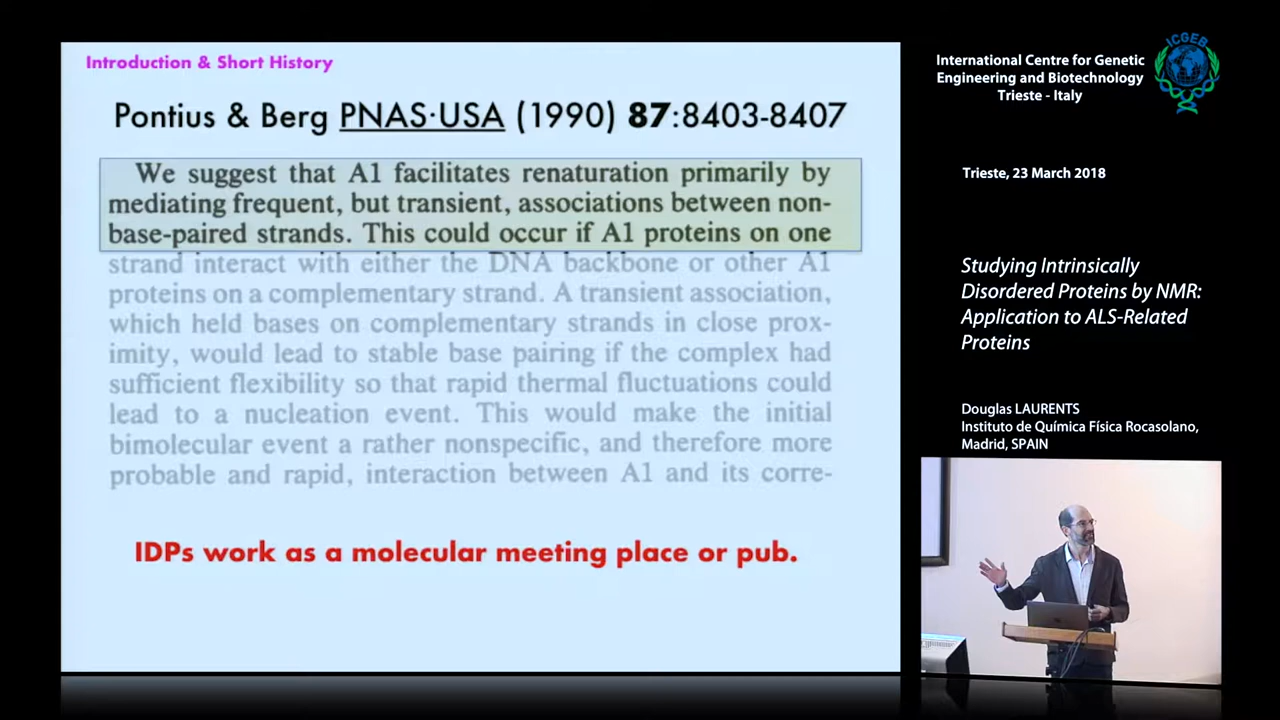 Introduction & Short History
Pontius & Berg PNAS·USA (1990) 87:8403-8407
We suggest that A1 facilitates renaturation primarily by
mediating frequent, but transient, associations between non-
base-paired strands. This could occur if A1 proteins on one
strand interact with either the DNA backbone or other A1
proteins on a complementary strand. A transient association,
which held bases on complementary strands in close prox-
imity, would lead to stable base pairing if the complex had
sufficient flexibility so that rapid thermal fluctuations could
lead to a nucleation event. This would make the initial
bimolecular event a rather nonspecific, and therefore more
probable and rapid, interaction between A1 and its corre-
IDPs work as a molecular meeting place or pub.
International Centre for Genetic
Engineering and Biotechnology
Trieste - Italy
ICGEB
Trieste, 23 March 2018
Studying Intrinsically
Disordered Proteins by NMR:
Application to ALS-Related
Proteins
Douglas LAURENTS
Instituto de Química Física Rocasolano,
Madrid, SPAIN